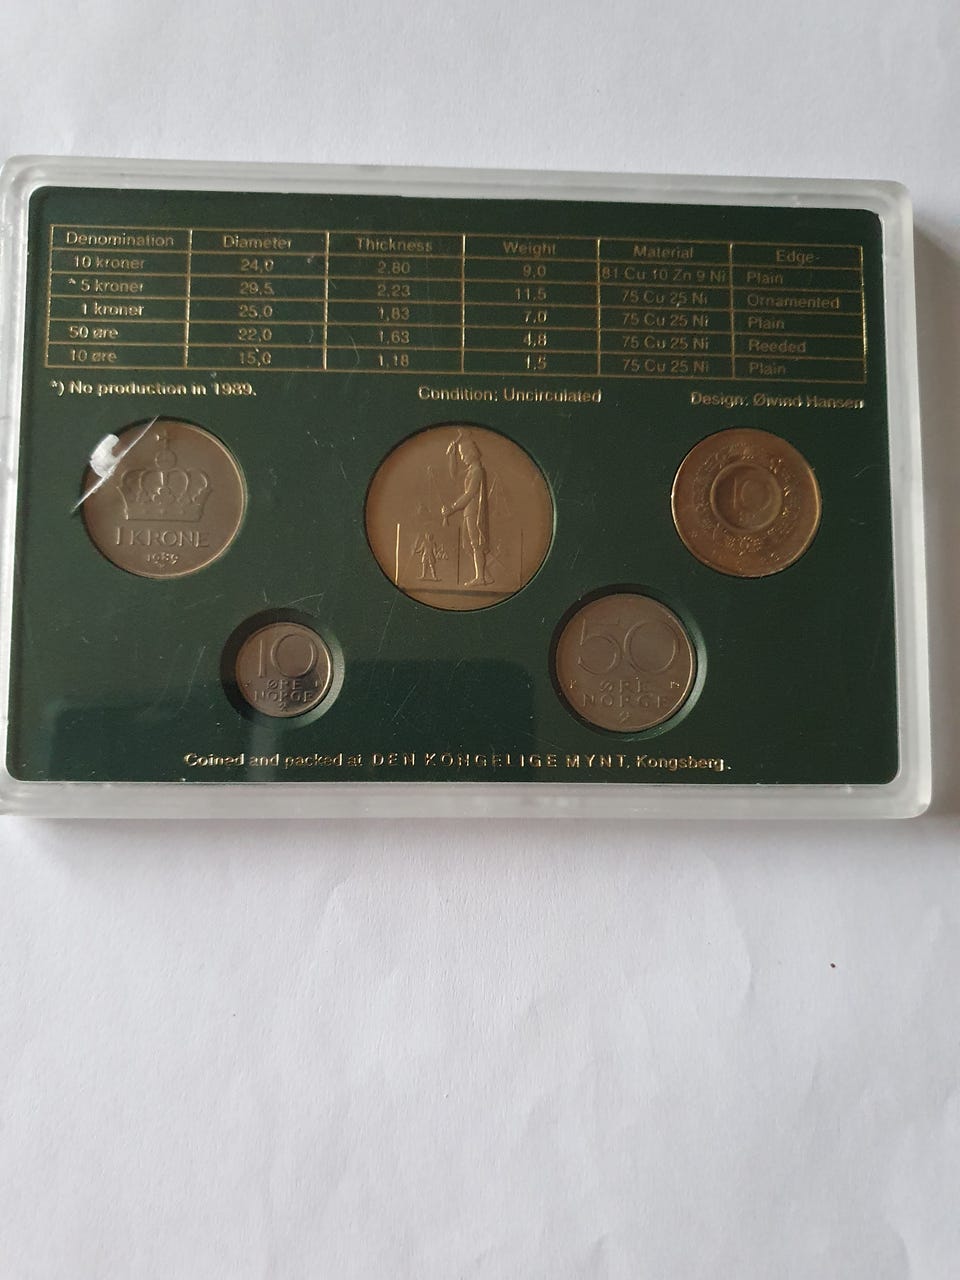 Denomination Diameter Thickness Weight Material Edge
10 kroner 24,0 2,80 9,0 81 Cu 10 Zn 9 Ni Plain
* 5 kroner 29,5 2,23 11,5 75 Cu 25 Ni Ornamented
1 kroner 25,0 1,83 7,0 75 Cu 25 Ni Plain
50 øre 22,0 1,63 4,8 75 Cu 25 Ni Reeded
10 øre 15,0 1,18 1,5 75 Cu 25 Ni Plain
*) No production in 1989. Condition: Uncirculated Design: Øivind Hansen
1 KRONE
1989
10
10
ØRE
NORGE
50
ØRE
NORGE
Coined and packed at DEN KONGELIGE MYNT, Kongsberg.